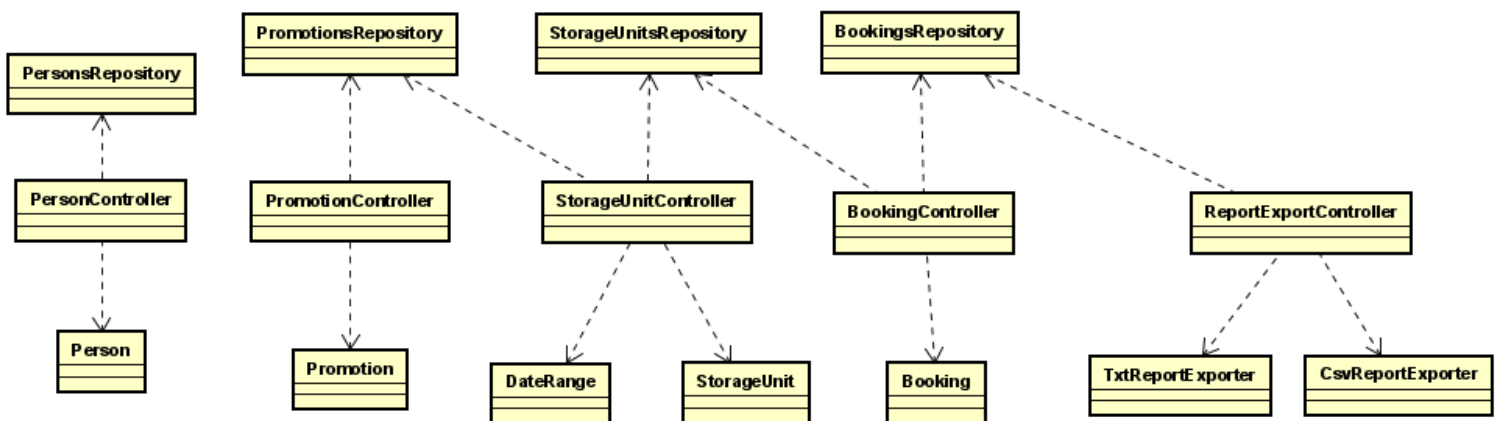 PersonsRepository
PromotionsRepository
StorageUnitsRepository
BookingsRepository
PersonController
PromotionController
StorageUnitController
BookingController
ReportExportController
Person
Promotion
DateRange
StorageUnit
Booking
TxtReportExporter
CsvReportExporter